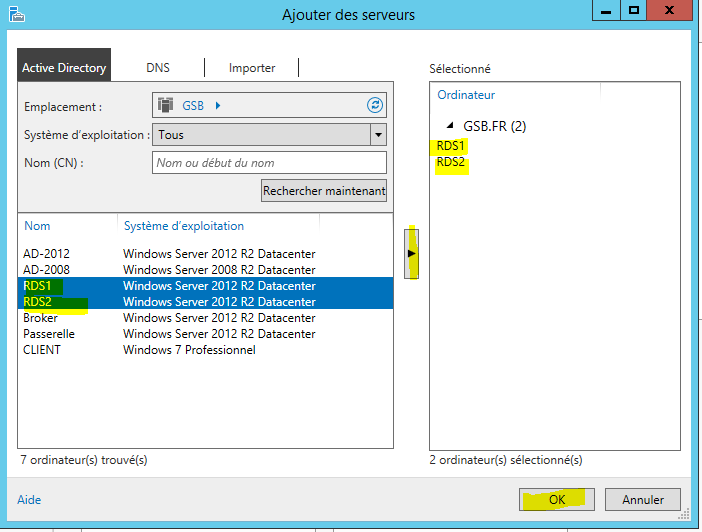 Ajouter des serveurs
Active Directory DNS Importer
Emplacement : GSB
Système d'exploitation : Tous
Nom (CN) : Nom ou début du nom
Rechercher maintenant
Nom Système d'exploitation
AD-2012 Windows Server 2012 R2 Datacenter
AD-2008 Windows Server 2008 R2 Datacenter
RDS1 Windows Server 2012 R2 Datacenter
RDS2 Windows Server 2012 R2 Datacenter
Broker Windows Server 2012 R2 Datacenter
Passerelle Windows Server 2012 R2 Datacenter
CLIENT Windows 7 Professionnel
7 ordinateur(s) trouvé(s)
Sélectionné
Ordinateur
GSB.FR (2)
RDS1
RDS2
2 ordinateur(s) sélectionné(s)
Aide
OK Annuler